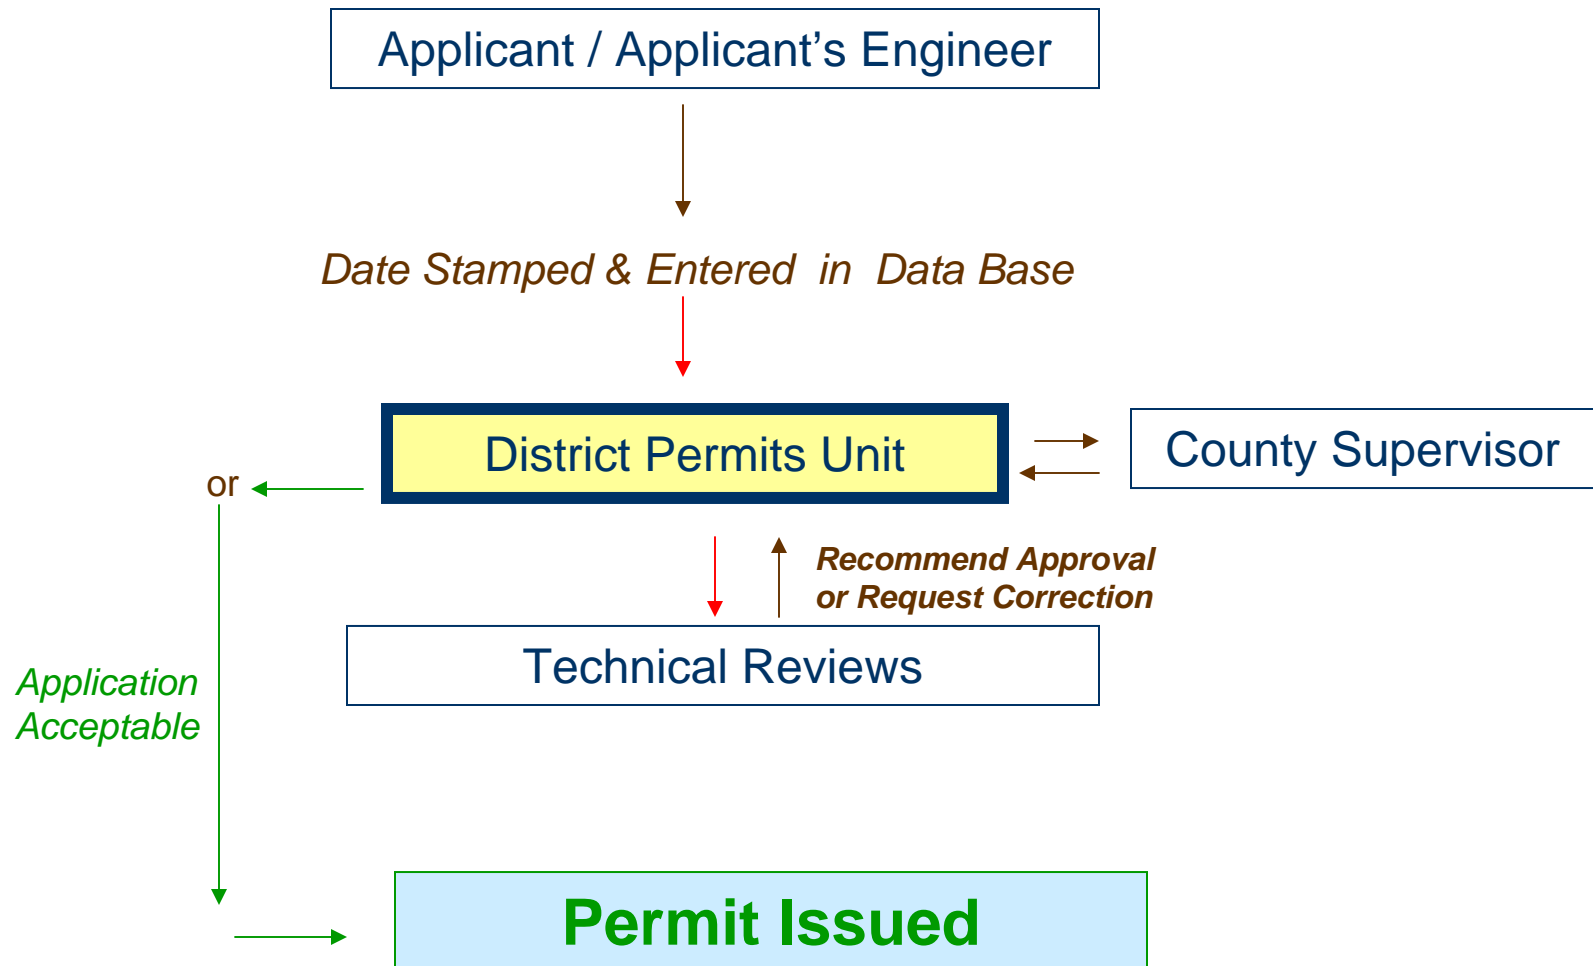 Applicant / Applicant’s Engineer
Date Stamped & Entered in Data Base
District Permits Unit
County Supervisor
or
Recommend Approval
or Request Correction
Technical Reviews
Application
Acceptable
Permit Issued